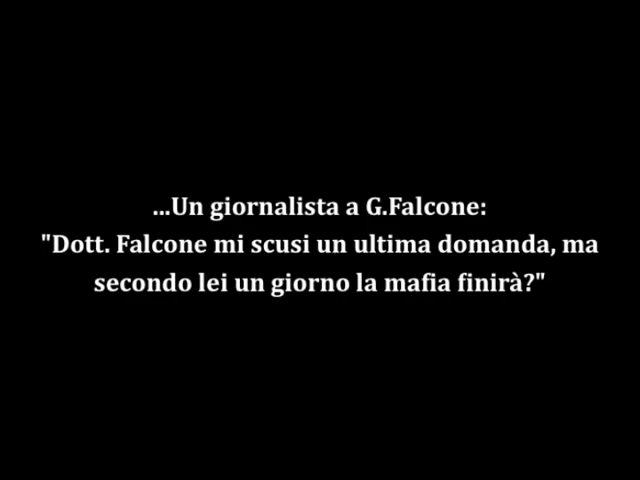 ...Un giornalista a G.Falcone:
"Dott. Falcone mi scusi un ultima domanda, ma
secondo lei un giorno la mafia finirà?"